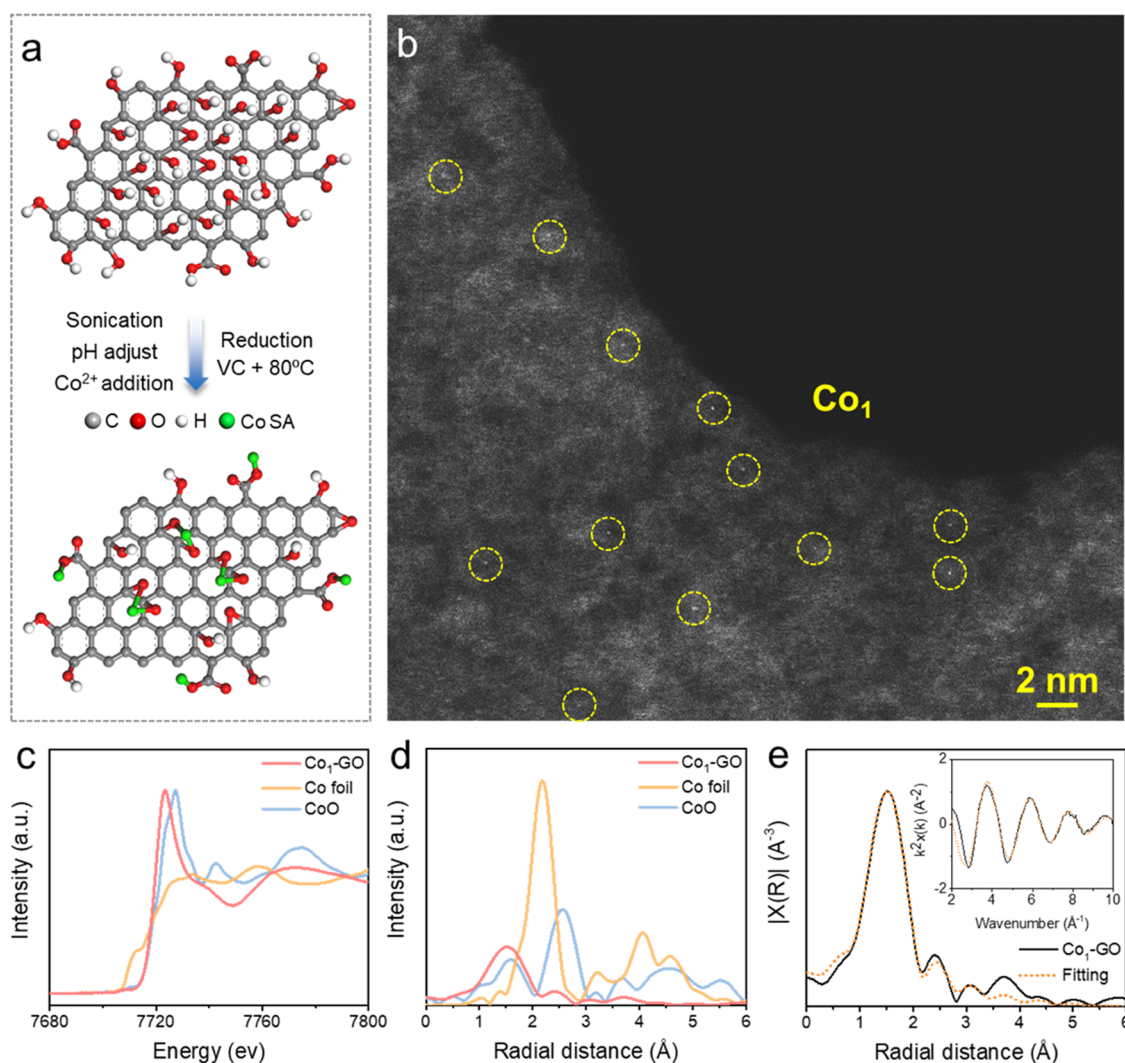 a
Sonication
pH adjust
Co2+ addition
Reduction
VC + 80ºC
C O H Co SA
b
Co1
2 nm
c
Co1-GO
Co foil
CoO
Intensity (a.u.)
7680 7720 7760 7800
Energy (ev)
d
Co1-GO
Co foil
CoO
Intensity (a.u.)
0 1 2 3 4 5 6
Radial distance (Å)
e
|X(R)| (A-3)
k2x(k) (A-2)
2
0
-2
2 4 6 8 10
Wavenumber (Å-1)
Co1-GO
Fitting
0 1 2 3 4 5 6
Radial distance (Å)